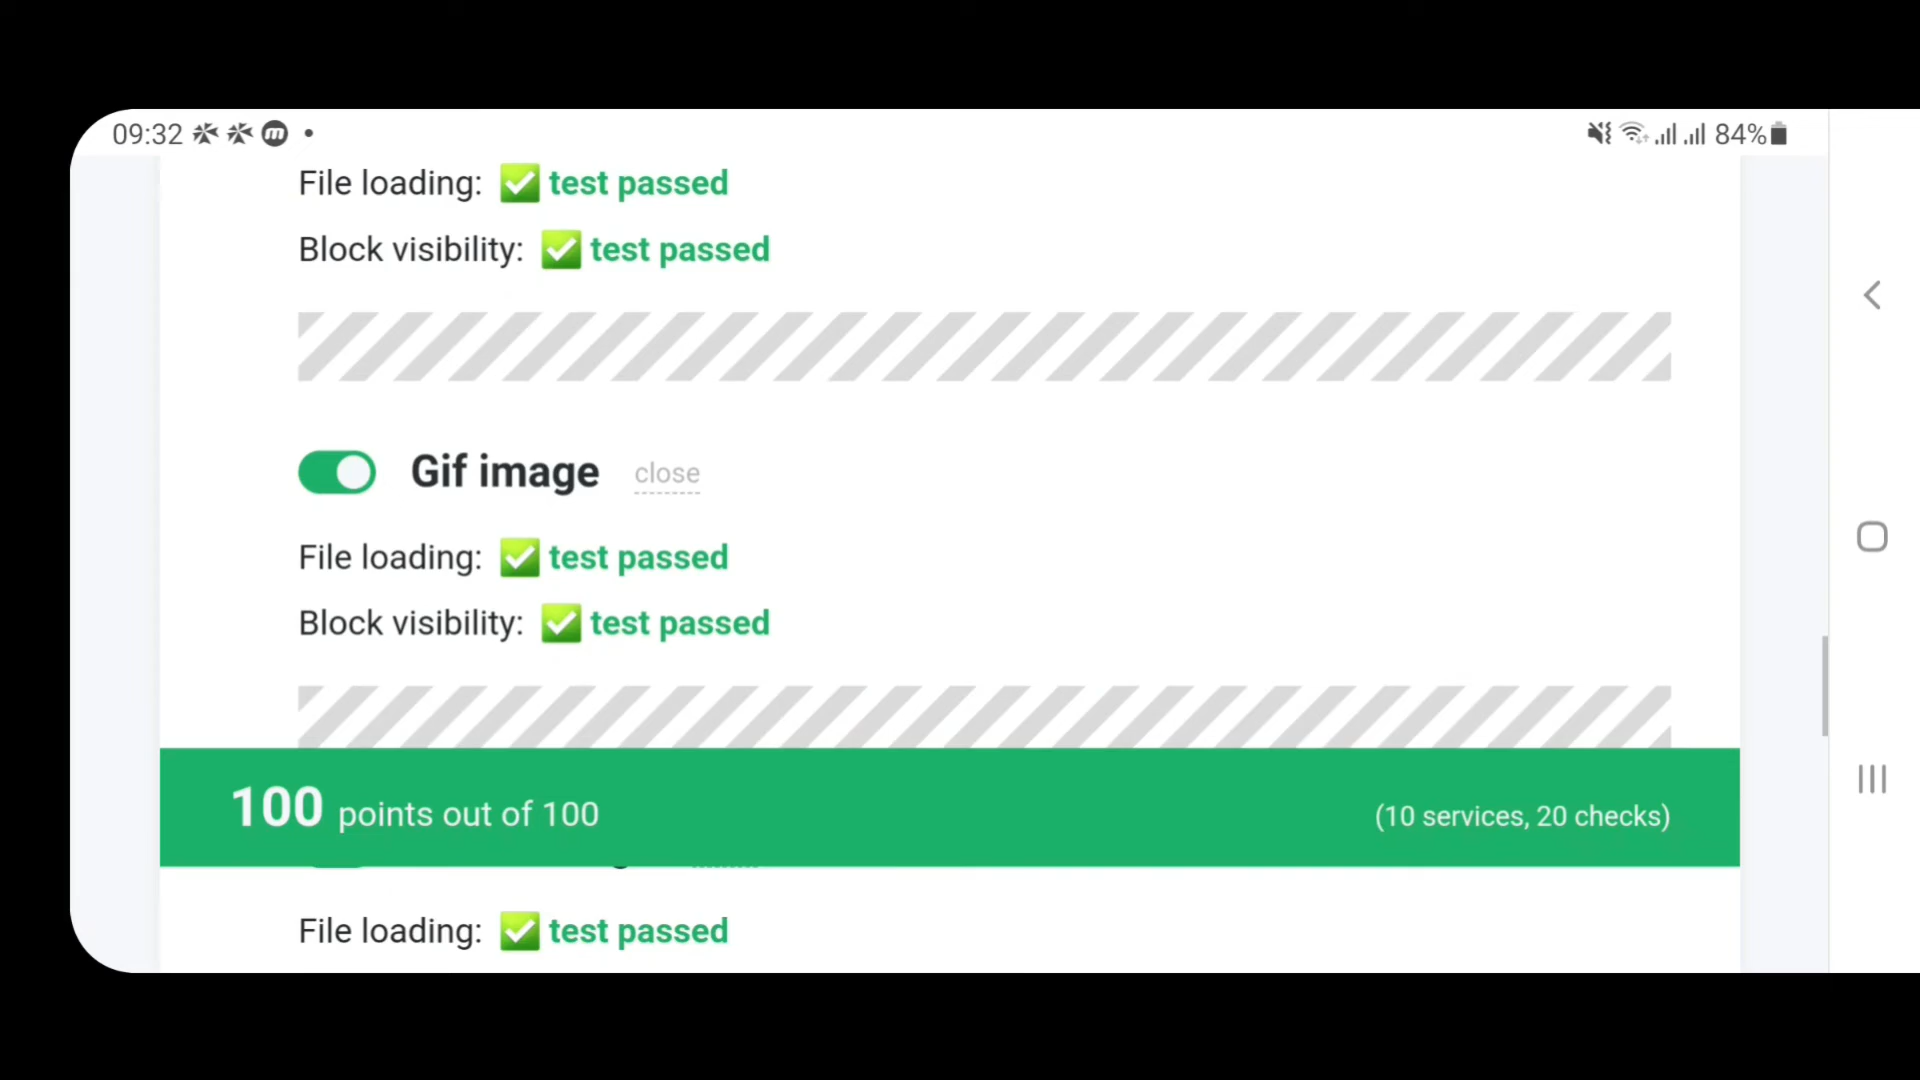 09:32 m 84%
File loading: ✅ test passed
Block visibility: ✅ test passed
Gif image close
File loading: ✅ test passed
Block visibility: ✅ test passed
100 points out of 100 (10 services, 20 checks)
File loading: ✅ test passed